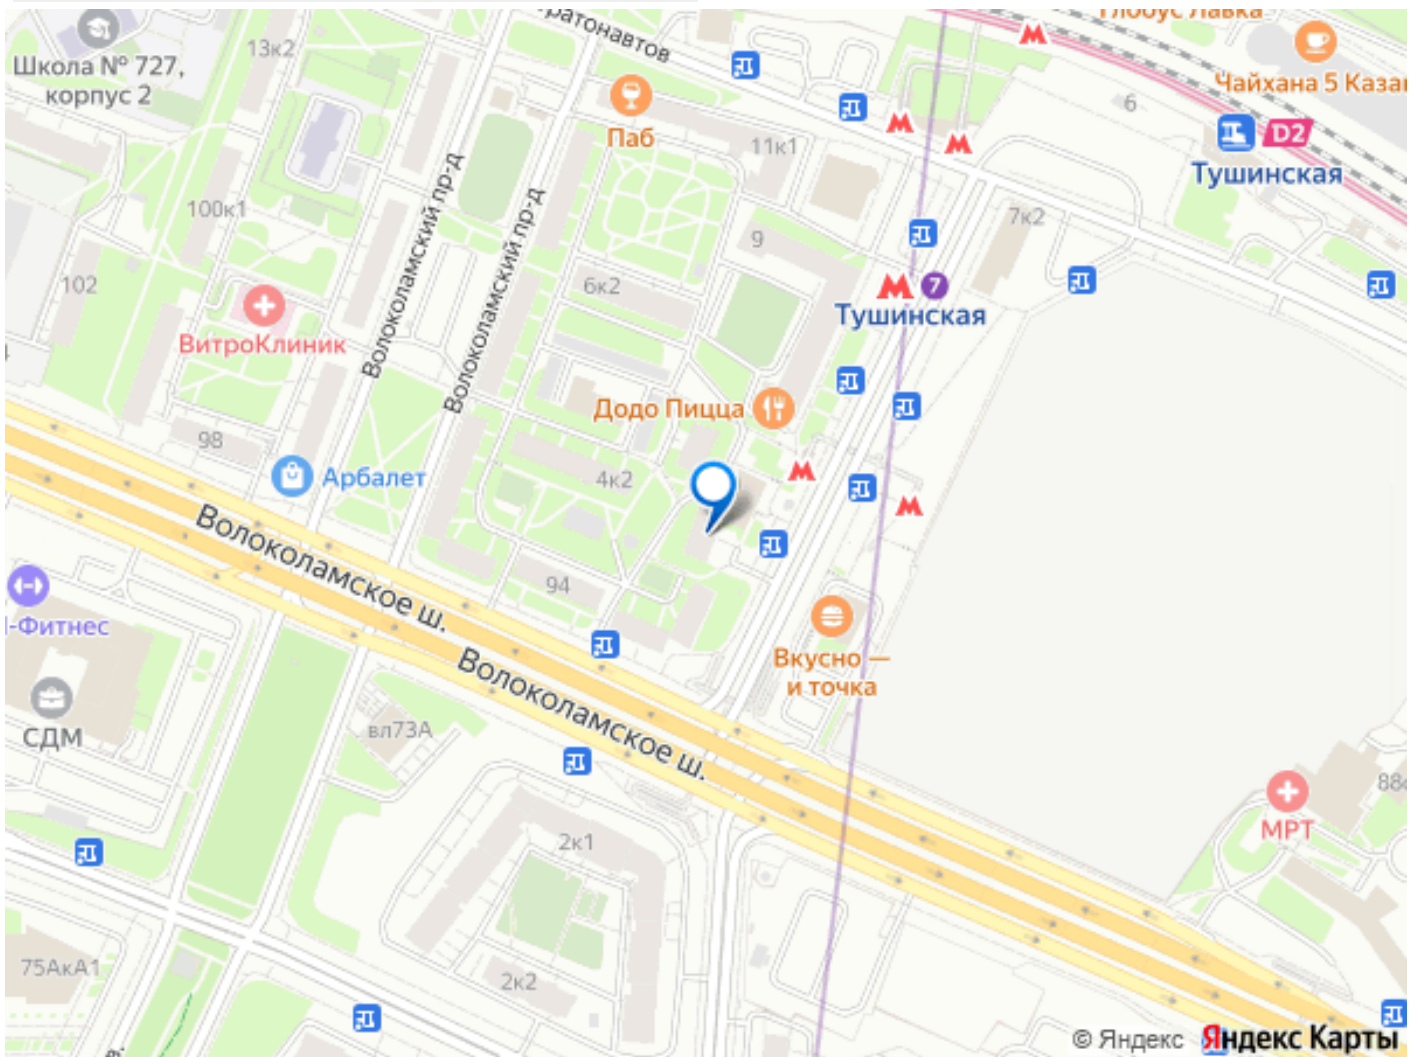 Глобус Лавка
13к2
Школа № 727,
корпус 2
Чайхана 5 Казан
6
Паб
11к1
D2
Тушинская
100к1
7к2
9
Волоколамский пр-д
Волоколамский пр-д
102
6к2
7
Тушинская
ВитроКлиник
Додо Пицца
98
Арбалет
4к2
Волоколамское ш.
94
-Фитнес
Вкусно —
и точка
Волоколамское ш.
СДМ
вл73А
88
МРТ
2к1
75АкА1
2к2
© Яндекс Яндекс Карты